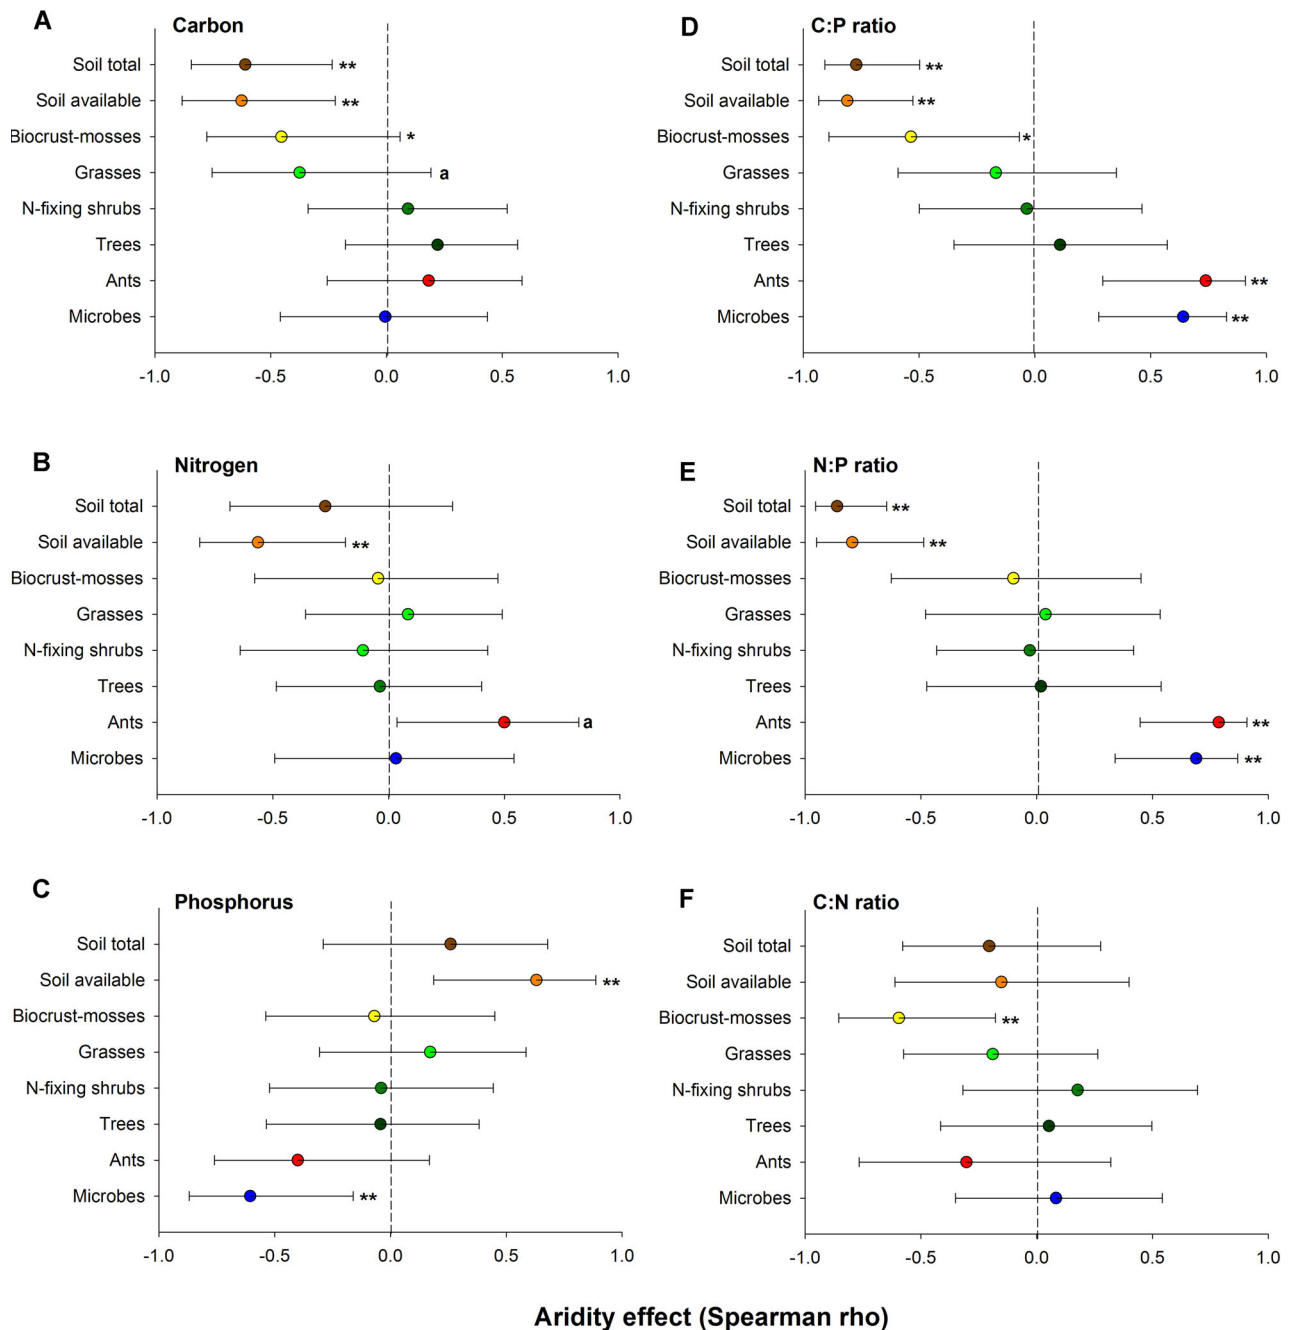 A
Carbon
Soil total
**
Soil available
**
Biocrust-mosses
*
Grasses
a
N-fixing shrubs
Trees
Ants
Microbes
-1.0 -0.5 0.0 0.5 1.0
D
C:P ratio
Soil total
**
Soil available
**
Biocrust-mosses
*
Grasses
N-fixing shrubs
Trees
Ants
**
Microbes
**
-1.0 -0.5 0.0 0.5 1.0
B
Nitrogen
Soil total
Soil available
**
Biocrust-mosses
Grasses
N-fixing shrubs
Trees
Ants
a
Microbes
-1.0 -0.5 0.0 0.5 1.0
E
N:P ratio
Soil total
**
Soil available
**
Biocrust-mosses
Grasses
N-fixing shrubs
Trees
Ants
**
Microbes
**
-1.0 -0.5 0.0 0.5 1.0
C
Phosphorus
Soil total
Soil available
**
Biocrust-mosses
Grasses
N-fixing shrubs
Trees
Ants
Microbes
**
-1.0 -0.5 0.0 0.5 1.0
F
C:N ratio
Soil total
Soil available
Biocrust-mosses
**
Grasses
N-fixing shrubs
Trees
Ants
Microbes
-1.0 -0.5 0.0 0.5 1.0
Aridity effect (Spearman rho)